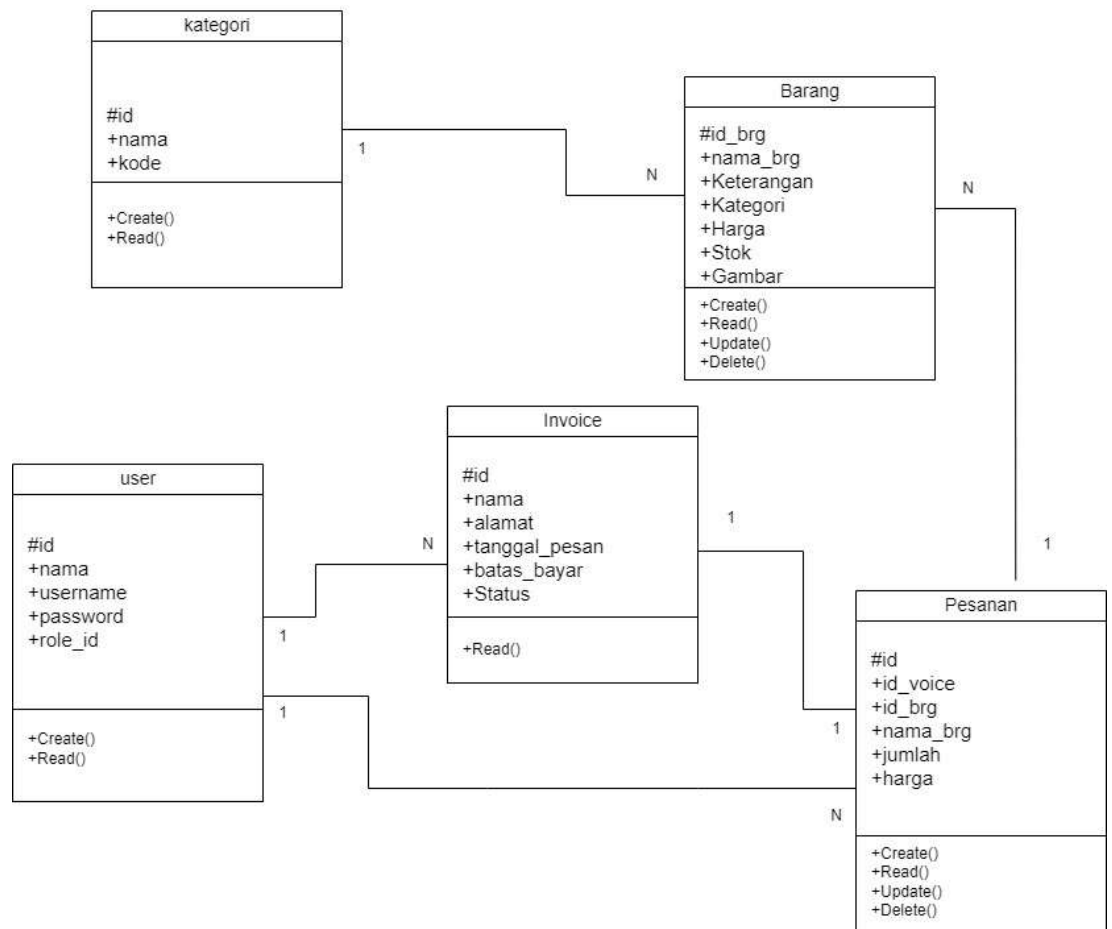 kategori
#id
+nama
+kode
+Create()
+Read()
1
N
Barang
#id_brg
+nama_brg
+Keterangan
+Kategori
+Harga
+Stok
+Gambar
+Create()
+Read()
+Update()
+Delete()
N
1
user
#id
+nama
+username
+password
+role_id
+Create()
+Read()
1
N
1
N
Invoice
#id
+nama
+alamat
+tanggal_pesan
+batas_bayar
+Status
+Read()
1
1
Pesanan
#id
+id_voice
+id_brg
+nama_brg
+jumlah
+harga
+Create()
+Read()
+Update()
+Delete()